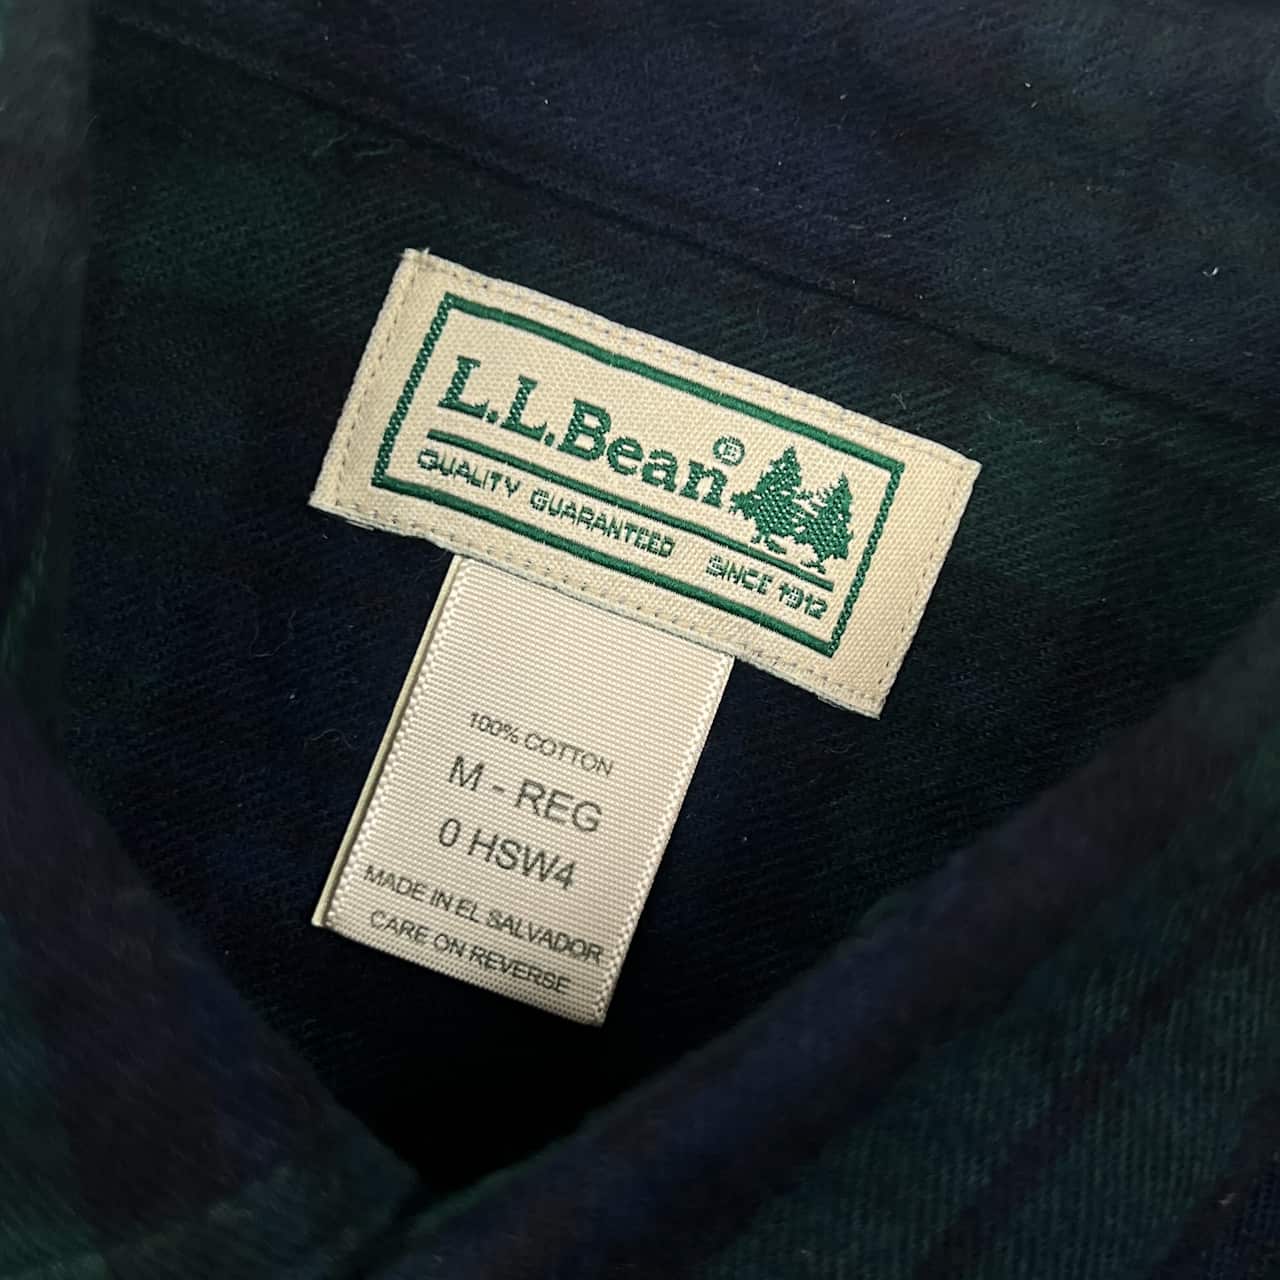 L.L.Bean®
QUALITY GUARANTEED SINCE 1912
100% COTTON
M - REG
0 HSW4
MADE IN EL SALVADOR
CARE ON REVERSE